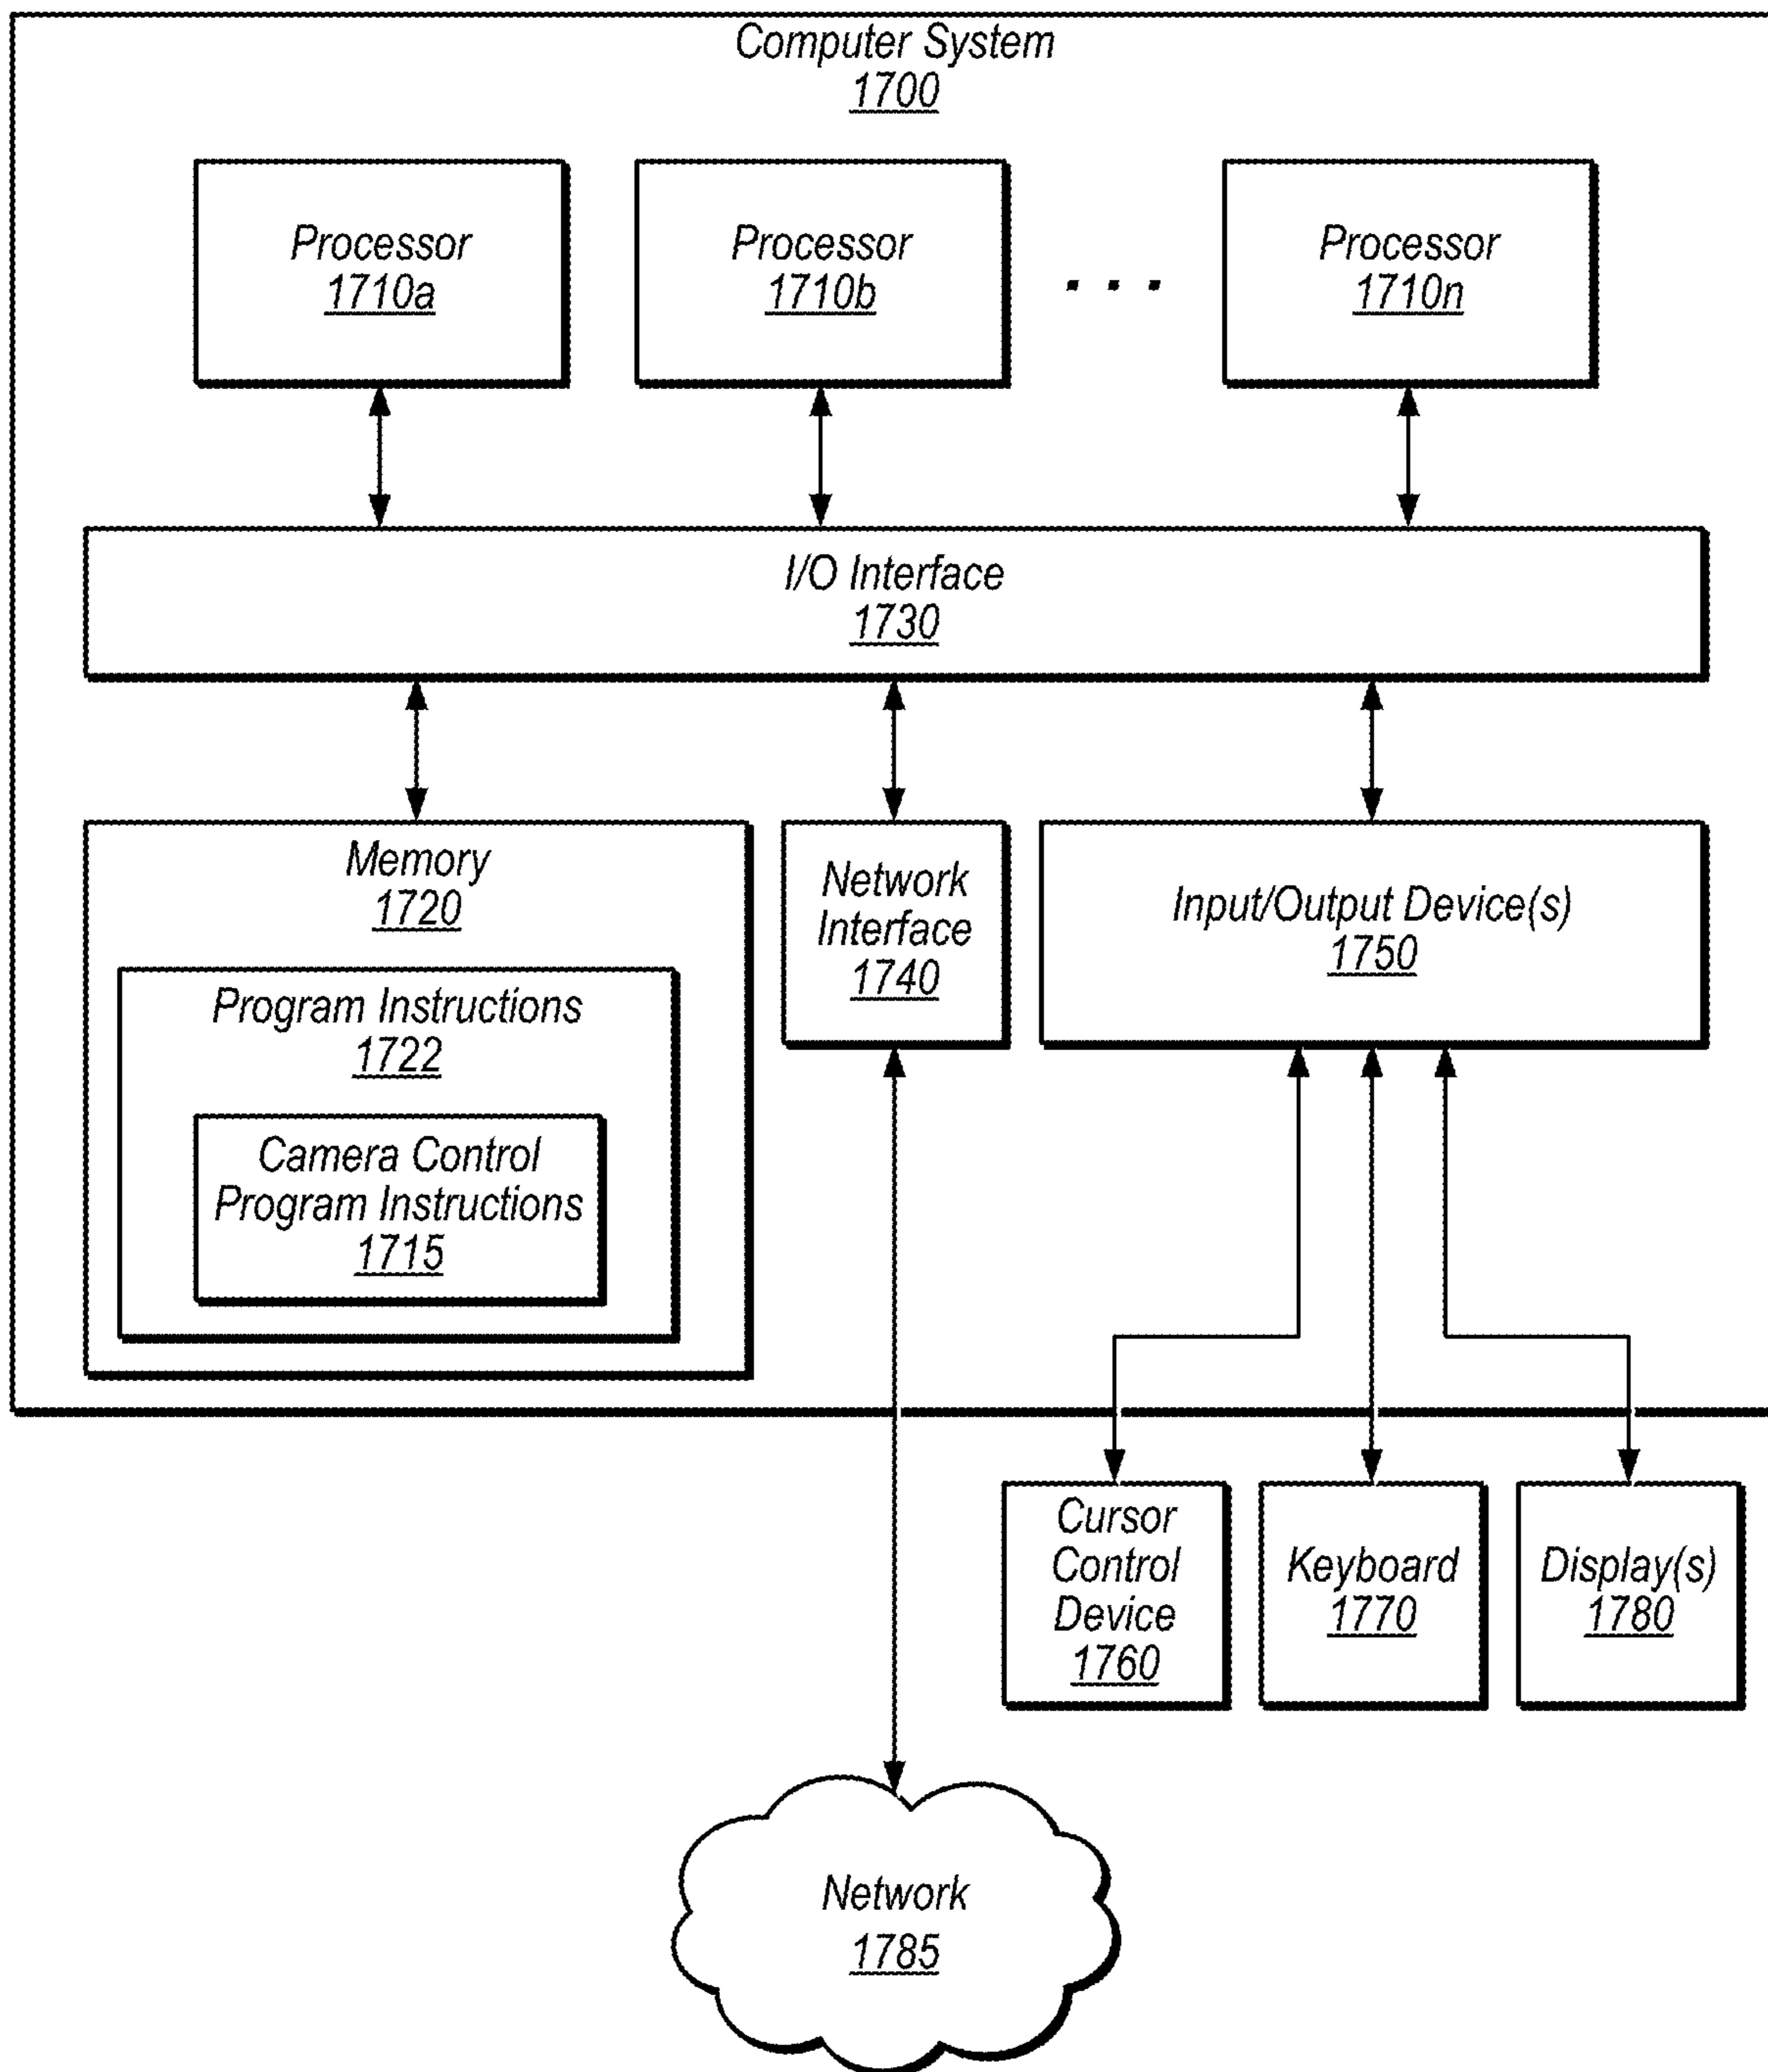 Computer System
1700
Processor
1710a
Processor
1710b
. . .
Processor
1710n
I/O Interface
1730
Memory
1720
Program Instructions
1722
Camera Control
Program Instructions
1715
Network
Interface
1740
Input/Output Device(s)
1750
Cursor
Control
Device
1760
Keyboard
1770
Display(s)
1780
Network
1785